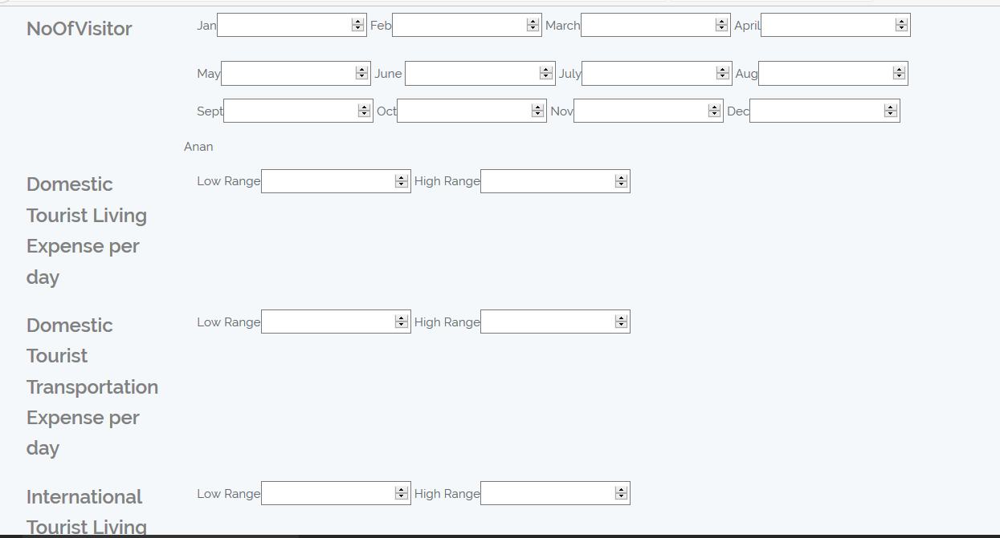 NoOfVisitor Jan Feb March April
May June July Aug
Sept Oct Nov Dec
Anan
Domestic Low Range High Range
Tourist Living
Expense per
day
Domestic Low Range High Range
Tourist
Transportation
Expense per
day
International Low Range High Range
Tourist Living